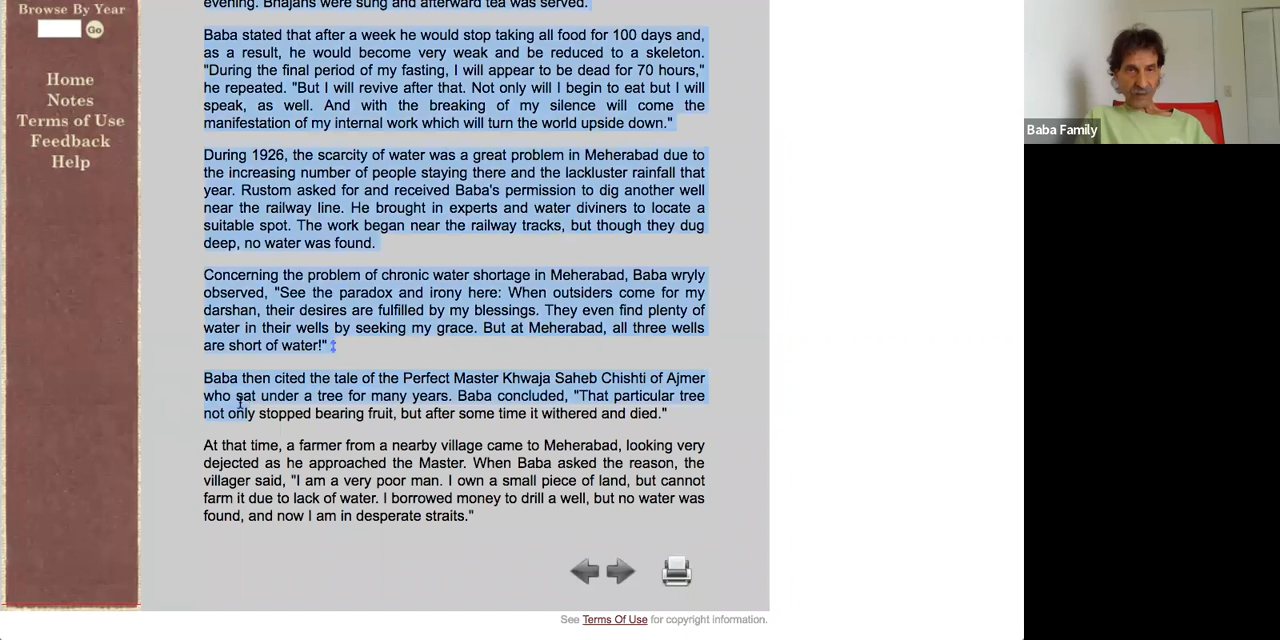 Browse By Year
Go
Home
Notes
Terms of Use
Feedback
Help
evening. Bhajans were sung and afterward tea was served.
Baba stated that after a week he would stop taking all food for 100 days and,
as a result, he would become very weak and be reduced to a skeleton.
"During the final period of my fasting, I will appear to be dead for 70 hours,"
he repeated. "But I will revive after that. Not only will I begin to eat but I will
speak, as well. And with the breaking of my silence will come the
manifestation of my internal work which will turn the world upside down."
During 1926, the scarcity of water was a great problem in Meherabad due to
the increasing number of people staying there and the lackluster rainfall that
year. Rustom asked for and received Baba's permission to dig another well
near the railway line. He brought in experts and water diviners to locate a
suitable spot. The work began near the railway tracks, but though they dug
deep, no water was found.
Concerning the problem of chronic water shortage in Meherabad, Baba wryly
observed, "See the paradox and irony here: When outsiders come for my
darshan, their desires are fulfilled by my blessings. They even find plenty of
water in their wells by seeking my grace. But at Meherabad, all three wells
are short of water!"
Baba then cited the tale of the Perfect Master Khwaja Saheb Chishti of Ajmer
who sat under a tree for many years. Baba concluded, "That particular tree
not only stopped bearing fruit, but after some time it withered and died."
At that time, a farmer from a nearby village came to Meherabad, looking very
dejected as he approached the Master. When Baba asked the reason, the
villager said, "I am a very poor man. I own a small piece of land, but cannot
farm it due to lack of water. I borrowed money to drill a well, but no water was
found, and now I am in desperate straits."
See Terms Of Use for copyright information.
Baba Family